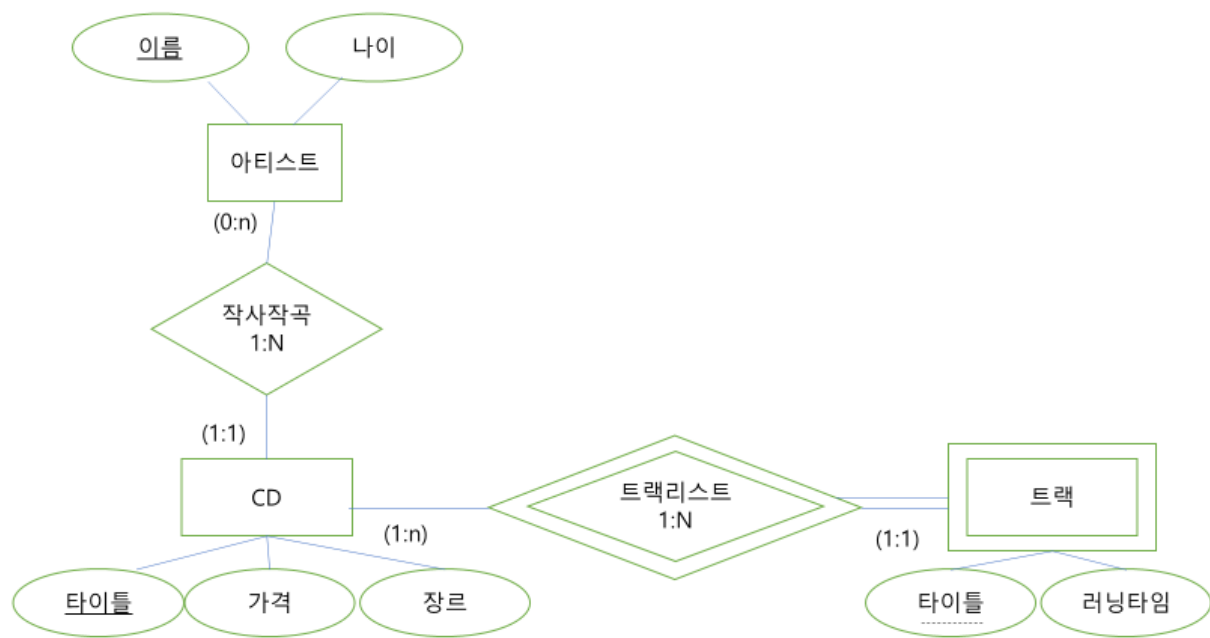 이름
나이
아티스트
(0:n)
작사작곡
1:N
(1:1)
CD
(1:n)
트랙리스트
1:N
(1:1)
트랙
타이틀
가격
장르
타이틀
러닝타임